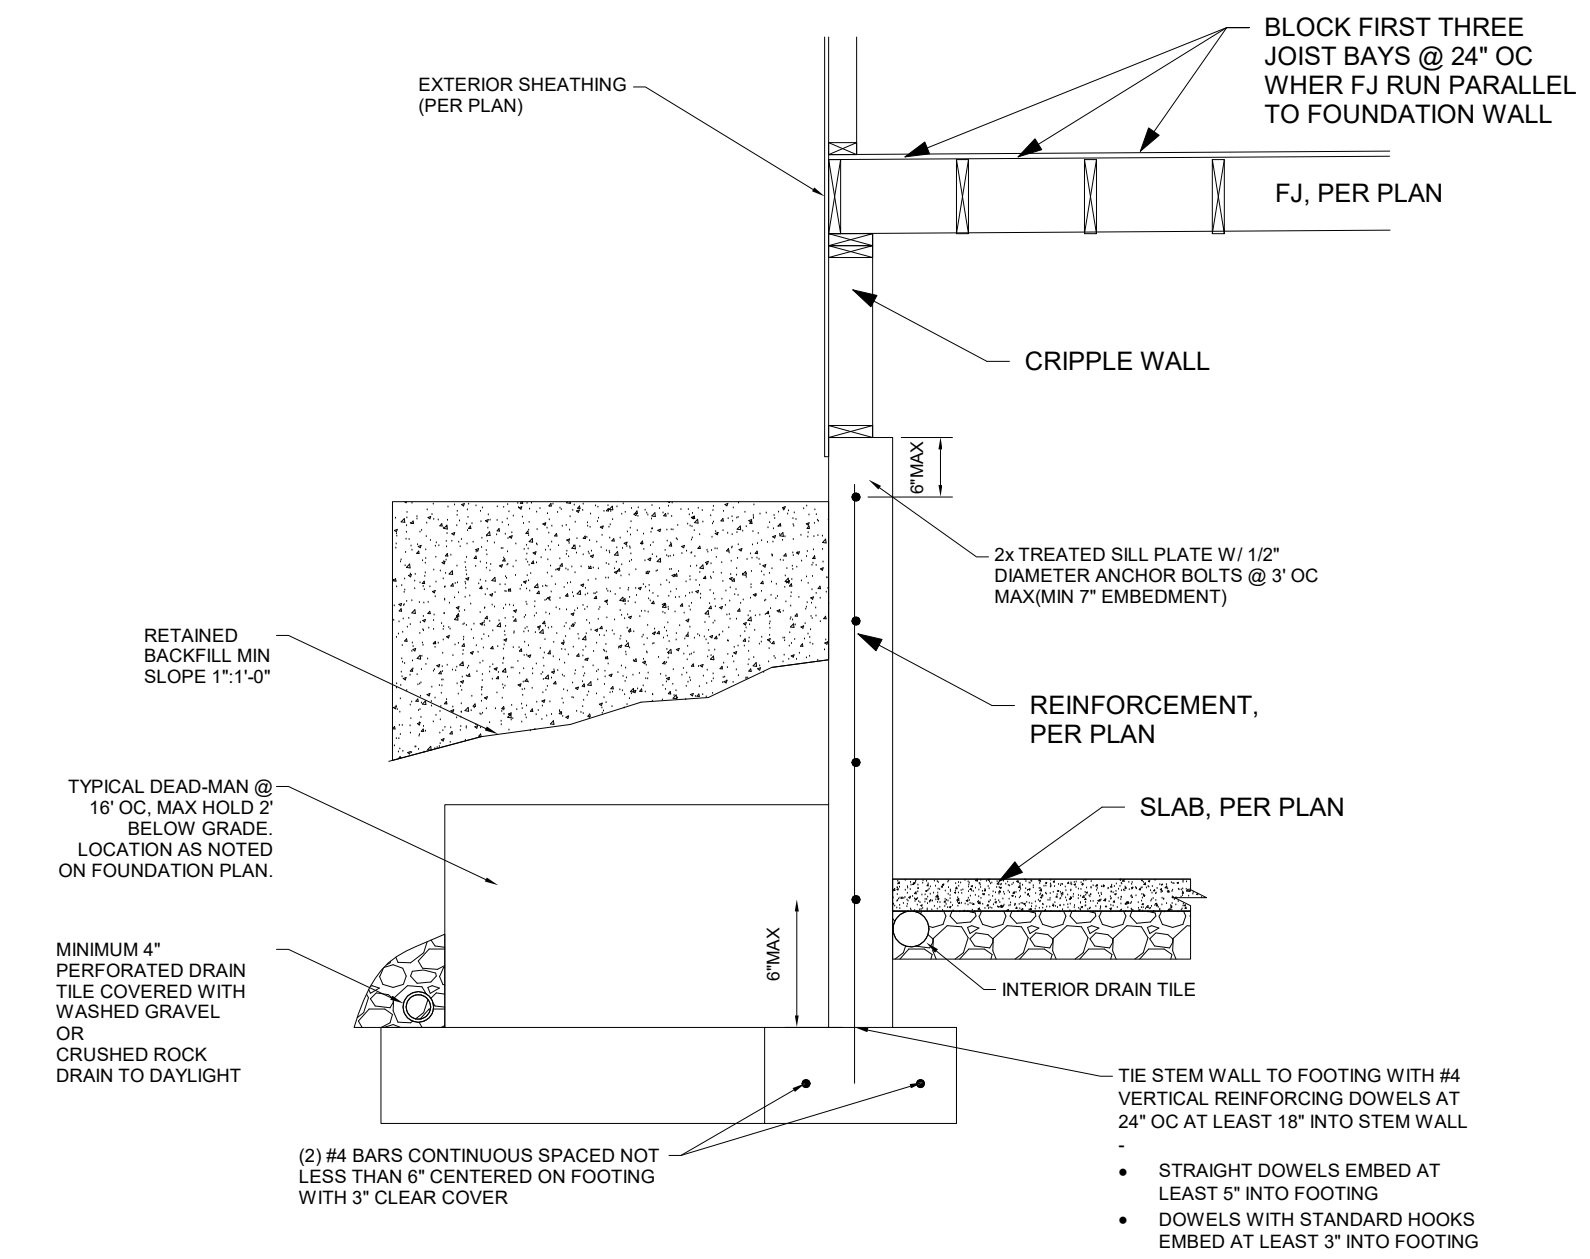 BLOCK FIRST THREE
JOIST BAYS @ 24" OC
WHER FJ RUN PARALLEL
TO FOUNDATION WALL
EXTERIOR SHEATHING
(PER PLAN)
FJ, PER PLAN
CRIPPLE WALL
6"MAX
2x TREATED SILL PLATE W/ 1/2"
DIAMETER ANCHOR BOLTS @ 3' OC
MAX(MIN 7" EMBEDMENT)
RETAINED
BACKFILL MIN
SLOPE 1":1'-0"
REINFORCEMENT,
PER PLAN
TYPICAL DEAD-MAN @
16' OC, MAX HOLD 2'
BELOW GRADE.
LOCATION AS NOTED
ON FOUNDATION PLAN.
SLAB, PER PLAN
MINIMUM 4"
PERFORATED DRAIN
TILE COVERED WITH
WASHED GRAVEL
OR
CRUSHED ROCK
DRAIN TO DAYLIGHT
6"MAX
INTERIOR DRAIN TILE
TIE STEM WALL TO FOOTING WITH #4
VERTICAL REINFORCING DOWELS AT
24" OC AT LEAST 18" INTO STEM WALL
-
• STRAIGHT DOWELS EMBED AT
LEAST 5" INTO FOOTING
• DOWELS WITH STANDARD HOOKS
EMBED AT LEAST 3" INTO FOOTING
(2) #4 BARS CONTINUOUS SPACED NOT
LESS THAN 6" CENTERED ON FOOTING
WITH 3" CLEAR COVER